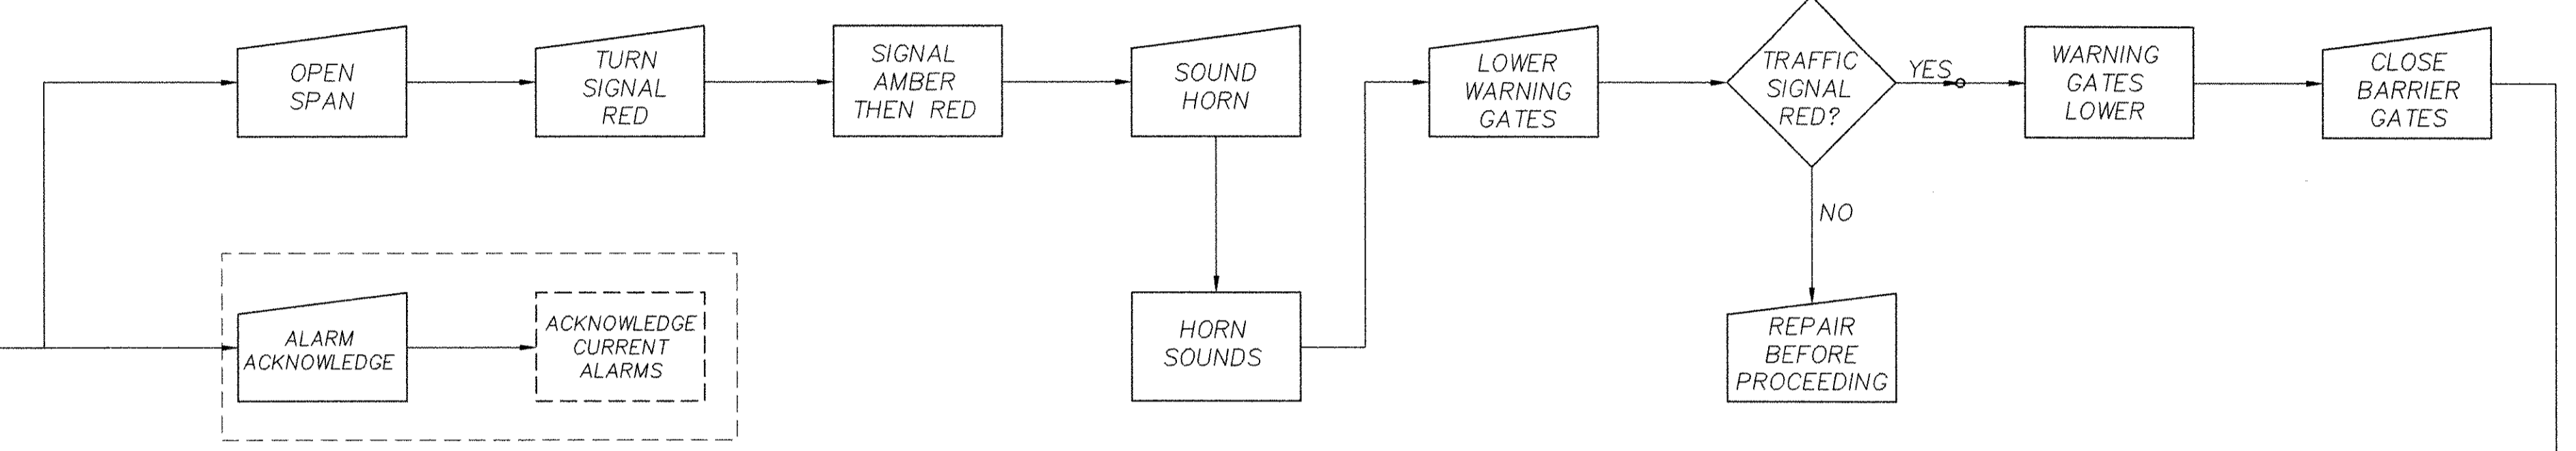 OPEN
SPAN
TURN
SIGNAL
RED
SIGNAL
AMBER
THEN RED
SOUND
HORN
LOWER
WARNING
GATES
TRAFFIC
SIGNAL
RED?
YES
WARNING
GATES
LOWER
CLOSE
BARRIER
GATES
NO
ALARM
ACKNOWLEDGE
ACKNOWLEDGE
CURRENT
ALARMS
HORN
SOUNDS
REPAIR
BEFORE
PROCEEDING